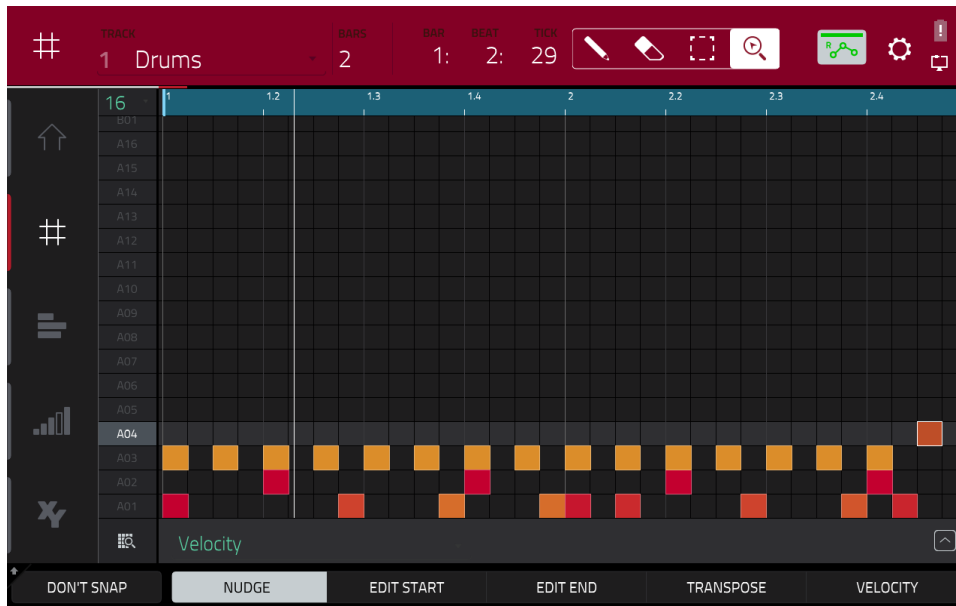 TRACK BARS BAR BEAT TICK
1 Drums 2 1: 2: 29
R
!
16 1 1.2 1.3 1.4 2 2.2 2.3 2.4
B01
A16
A15
A14
A13
A12
A11
A10
A09
A08
A07
A06
A05
A04
A03
A02
A01
XY
Velocity
DON'T SNAP NUDGE EDIT START EDIT END TRANSPOSE VELOCITY